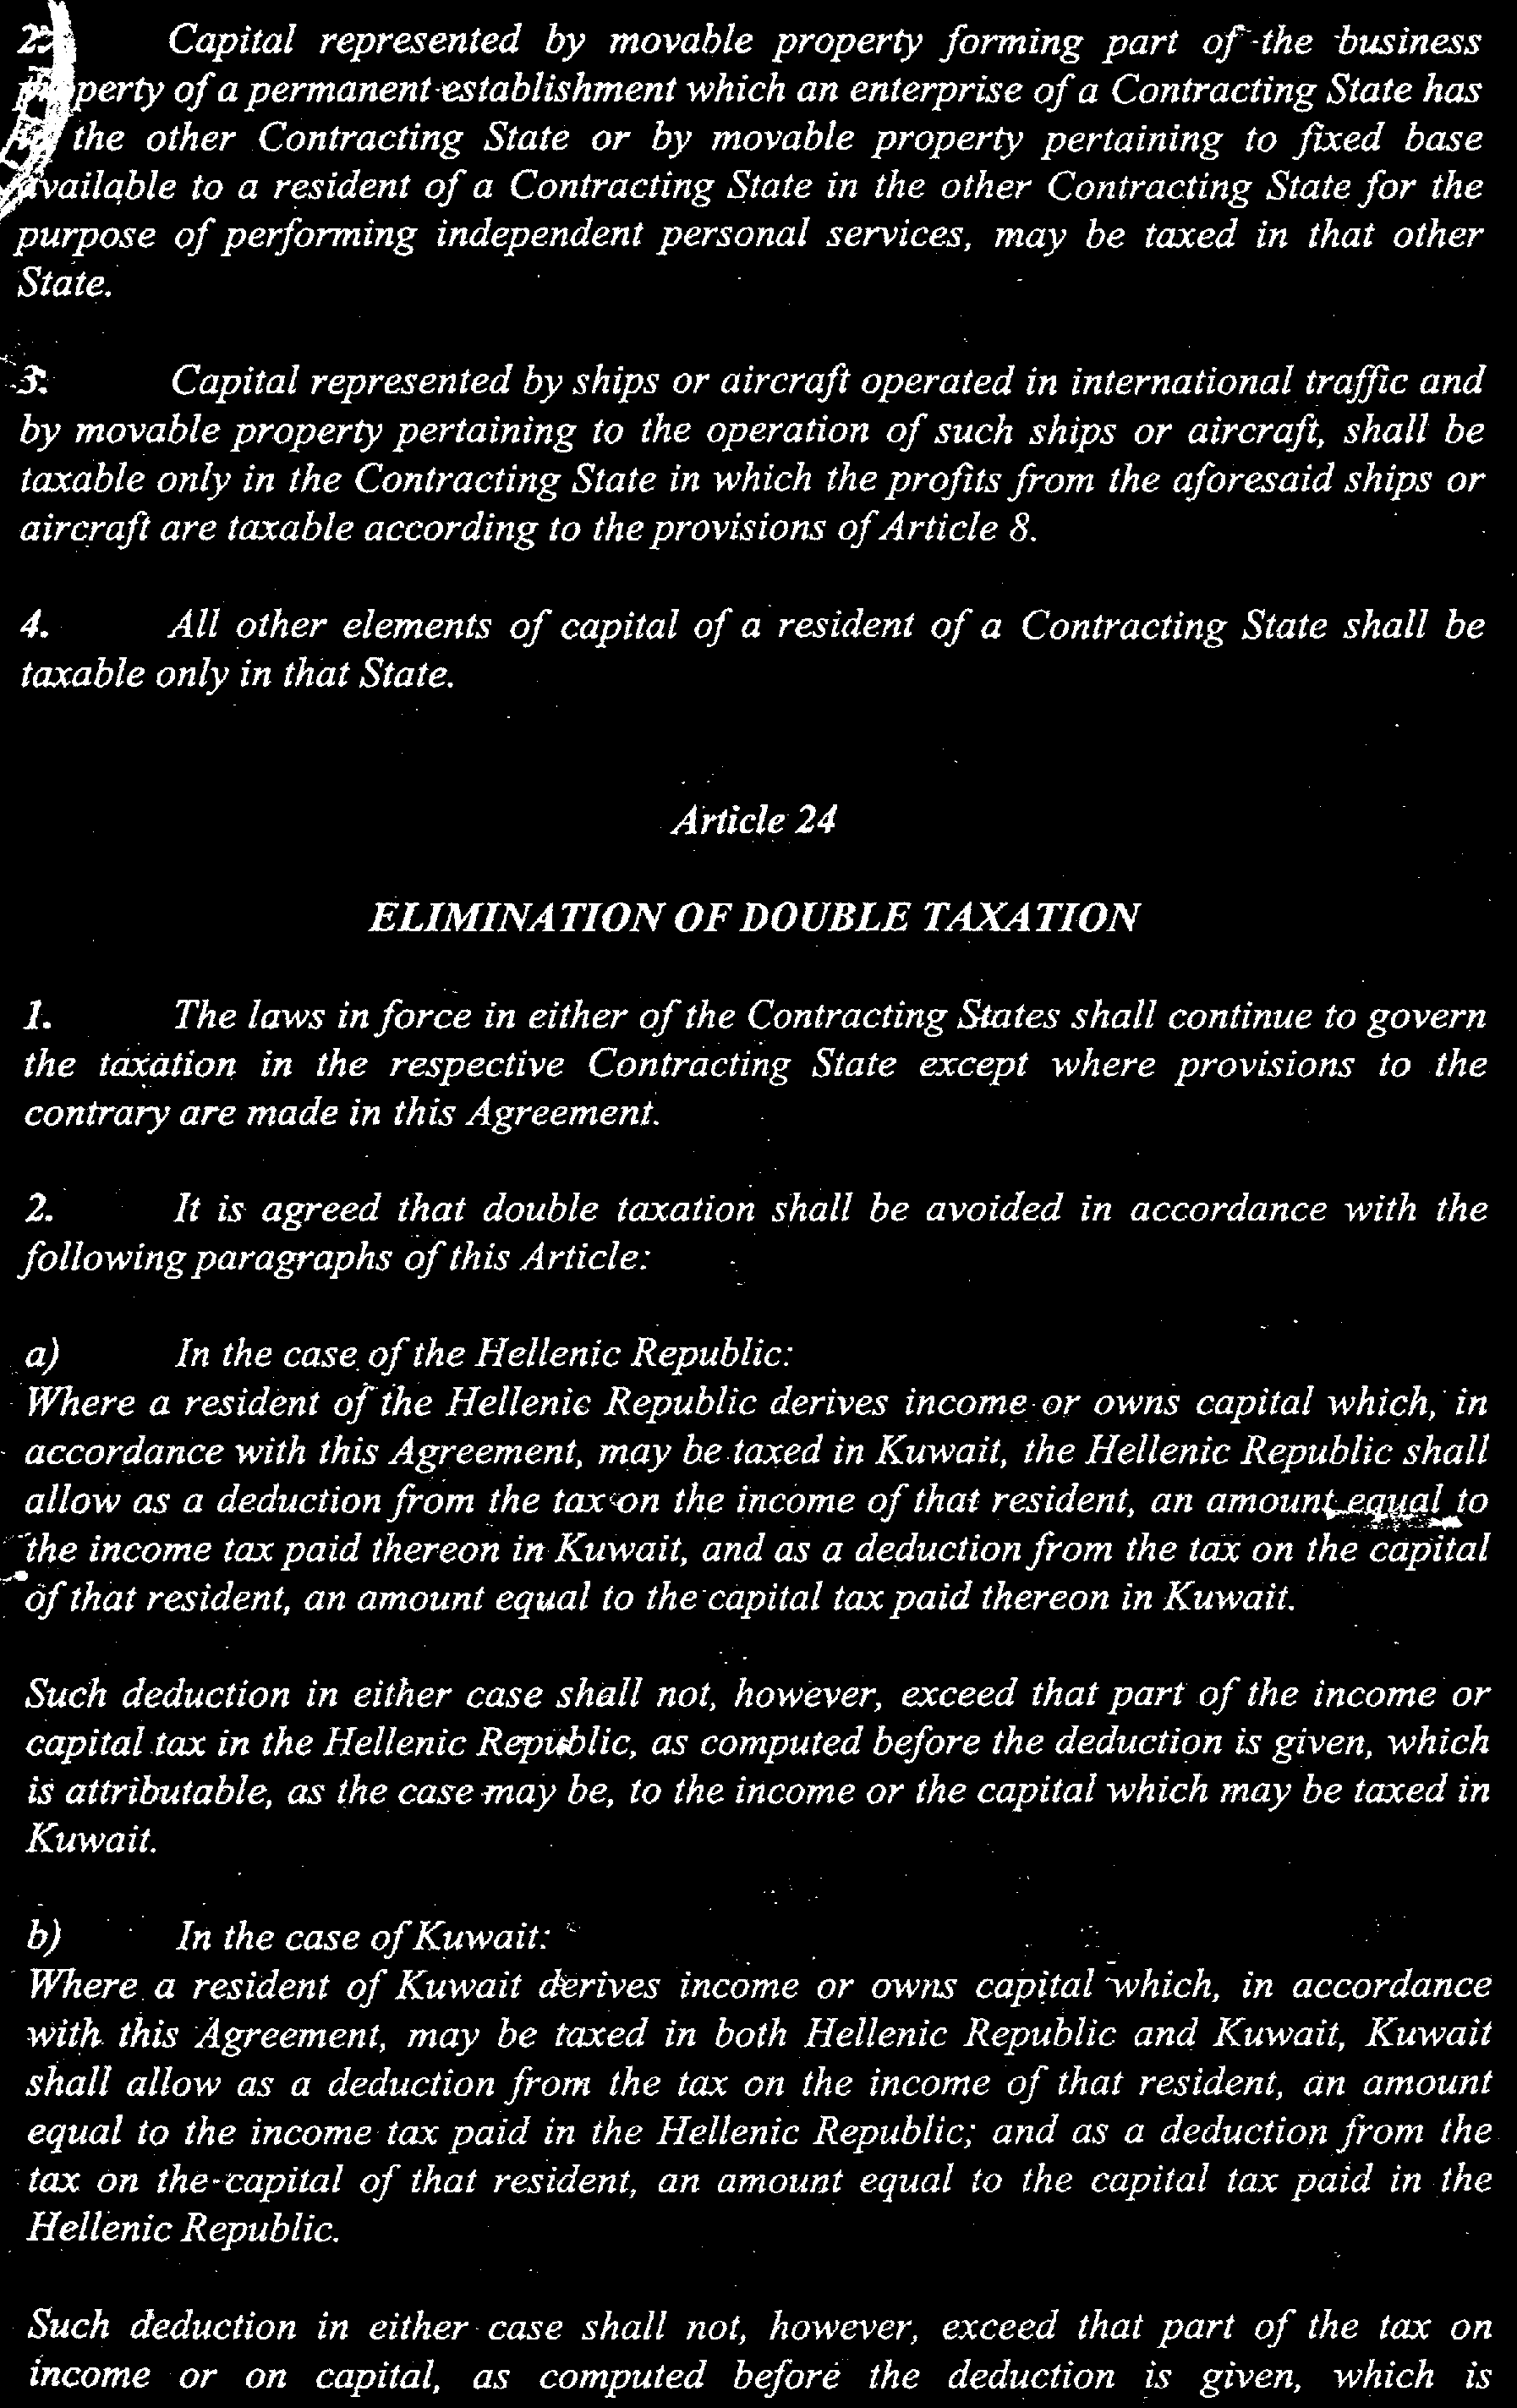 2. Capital represented by movable property forming part of the business
property of a permanent establishment which an enterprise of a Contracting State has
the other Contracting State or by movable property pertaining to fixed base
available to a resident of a Contracting State in the other Contracting State for the
purpose of performing independent personal services, may be taxed in that other
State.
3. Capital represented by ships or aircraft operated in international traffic and
by movable property pertaining to the operation of such ships or aircraft, shall be
taxable only in the Contracting State in which the profits from the aforesaid ships or
aircraft are taxable according to the provisions of Article 8.
4. All other elements of capital of a resident of a Contracting State shall be
taxable only in that State.
Article 24
ELIMINATION OF DOUBLE TAXATION
1. The laws in force in either of the Contracting States shall continue to govern
the taxation in the respective Contracting State except where provisions to the
contrary are made in this Agreement.
2. It is agreed that double taxation shall be avoided in accordance with the
following paragraphs of this Article:
a) In the case of the Hellenic Republic:
Where a resident of the Hellenic Republic derives income or owns capital which, in
accordance with this Agreement, may be taxed in Kuwait, the Hellenic Republic shall
allow as a deduction from the tax on the income of that resident, an amount equal to
the income tax paid thereon in Kuwait, and as a deduction from the tax on the capital
of that resident, an amount equal to the capital tax paid thereon in Kuwait.
Such deduction in either case shall not, however, exceed that part of the income or
capital tax in the Hellenic Republic, as computed before the deduction is given, which
is attributable, as the case may be, to the income or the capital which may be taxed in
Kuwait.
b) In the case of Kuwait:
Where a resident of Kuwait derives income or owns capital which, in accordance
with this Agreement, may be taxed in both Hellenic Republic and Kuwait, Kuwait
shall allow as a deduction from the tax on the income of that resident, an amount
equal to the income tax paid in the Hellenic Republic; and as a deduction from the
tax on the capital of that resident, an amount equal to the capital tax paid in the
Hellenic Republic.
Such deduction in either case shall not, however, exceed that part of the tax on
income or on capital, as computed before the deduction is given, which is